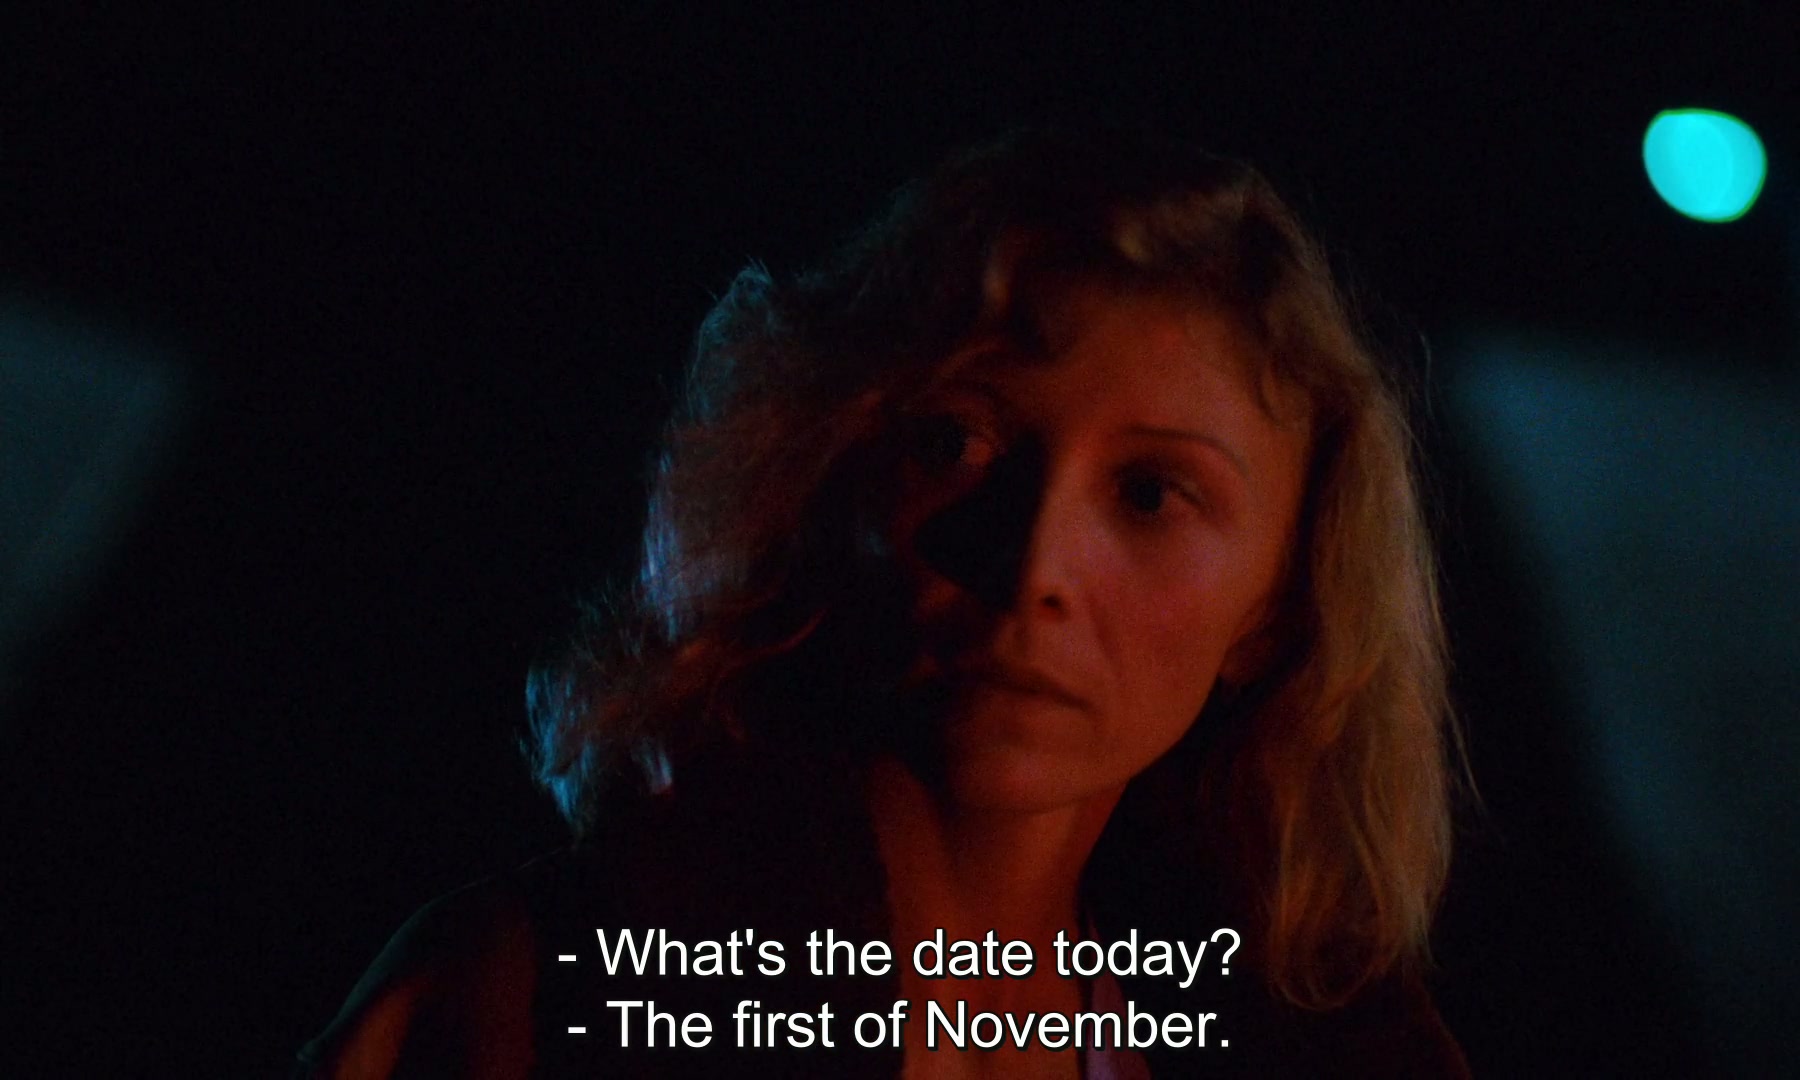 - What's the date today?
- The first of November.